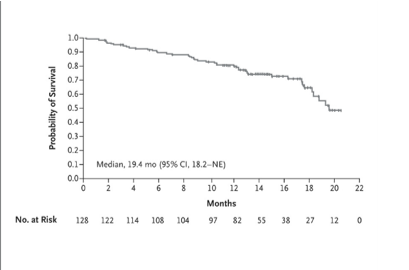 1.0
0.9
0.8
0.7
0.6
0.5
0.4
0.3
0.2
0.1
0.0
Probability of Survival
Median, 19.4 mo (95% CI, 18.2–NE)
0 2 4 6 8 10 12 14 16 18 20 22
Months
No. at Risk 128 122 114 108 104 97 82 55 38 27 12 0